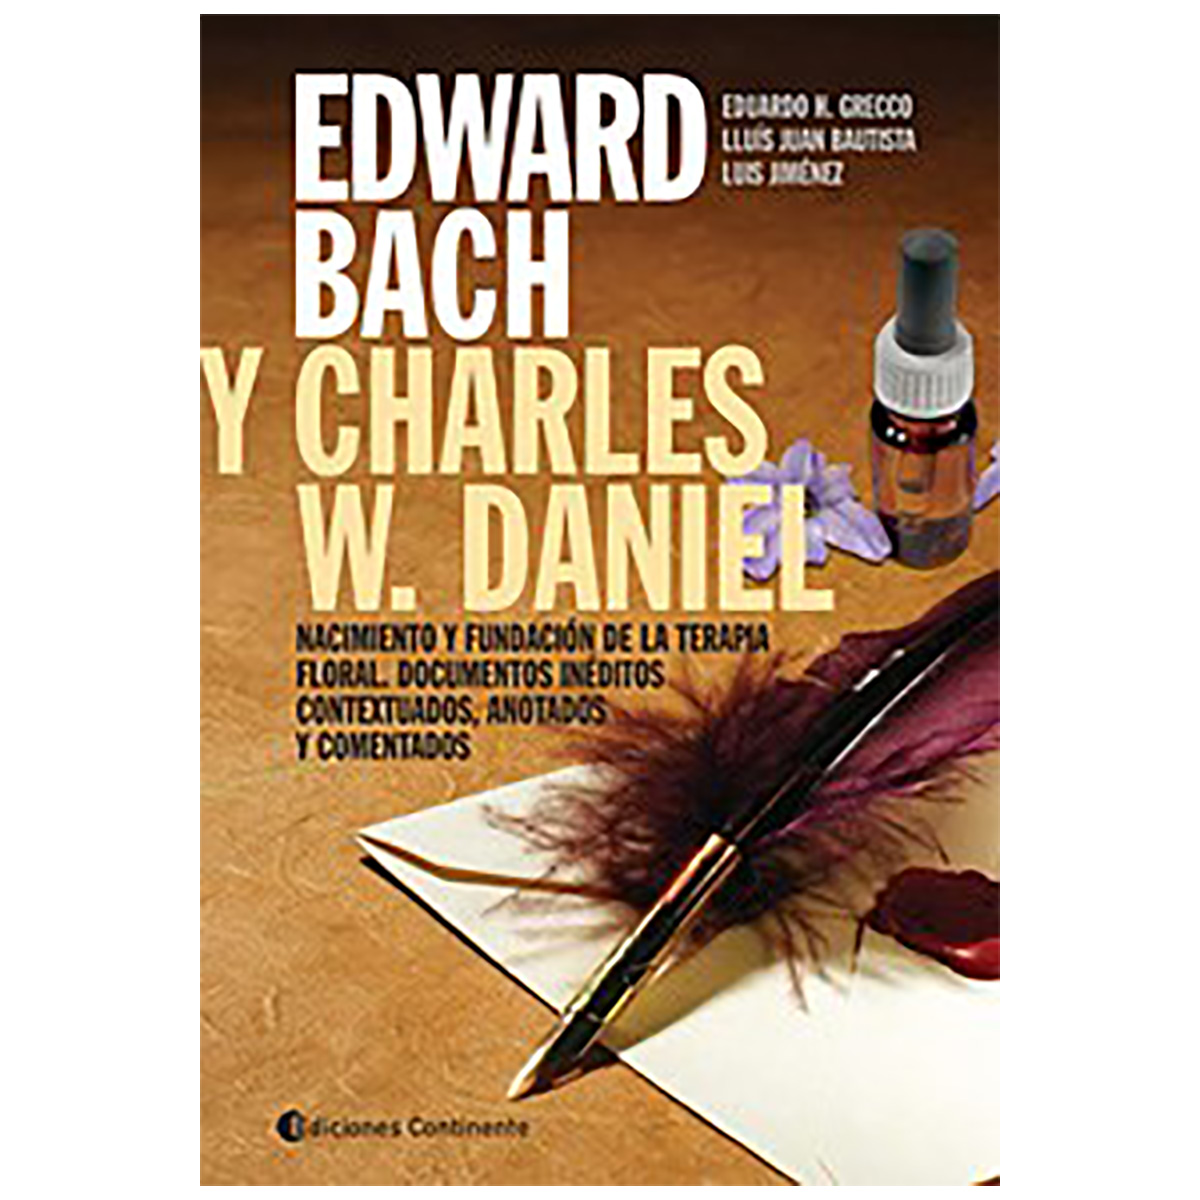 EDWARD
BACH
Y CHARLES
W. DANIEL
EDUARDO H. GRECCO
LLUÍS JUAN BAUTISTA
LUIS JIMÉNEZ
NACIMIENTO Y FUNDACIÓN DE LA TERAPIA
FLORAL. DOCUMENTOS INÉDITOS
CONTEXTUADOS, ANOTADOS
Y COMENTADOS
Ediciones Continente